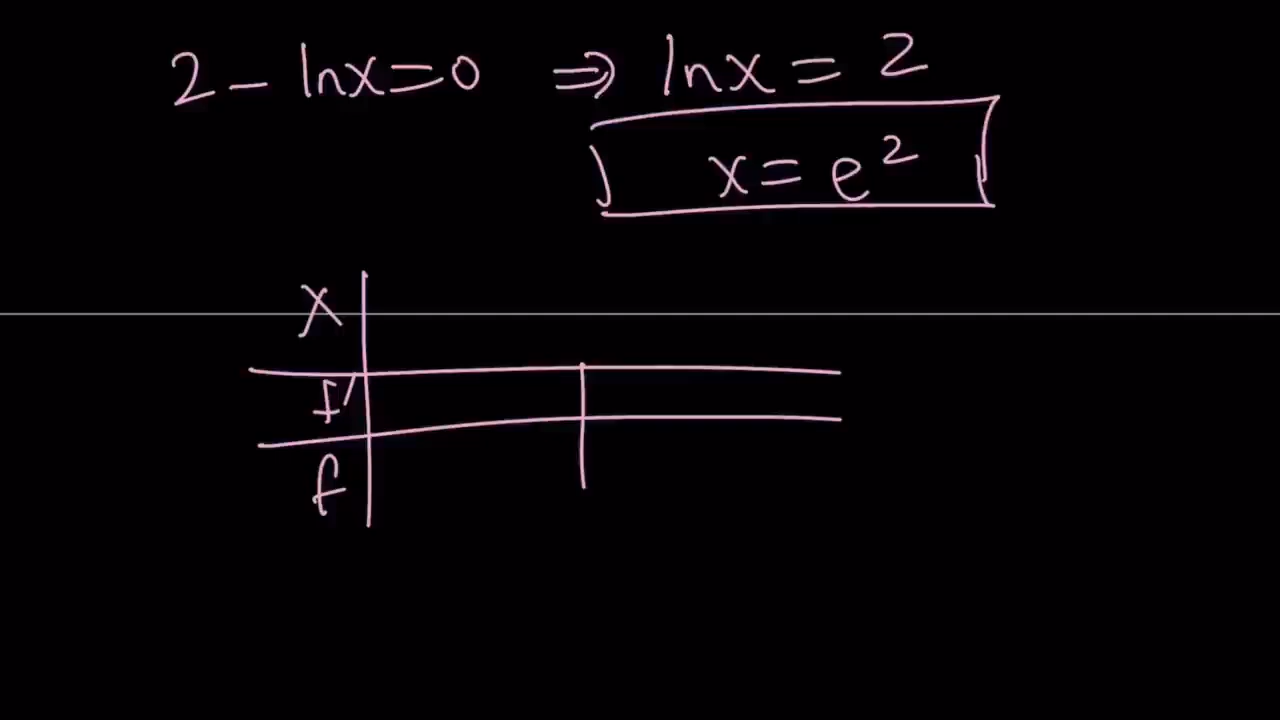 2 - lnx = 0 ⇒ lnx = 2
x = e²
x
f'
f